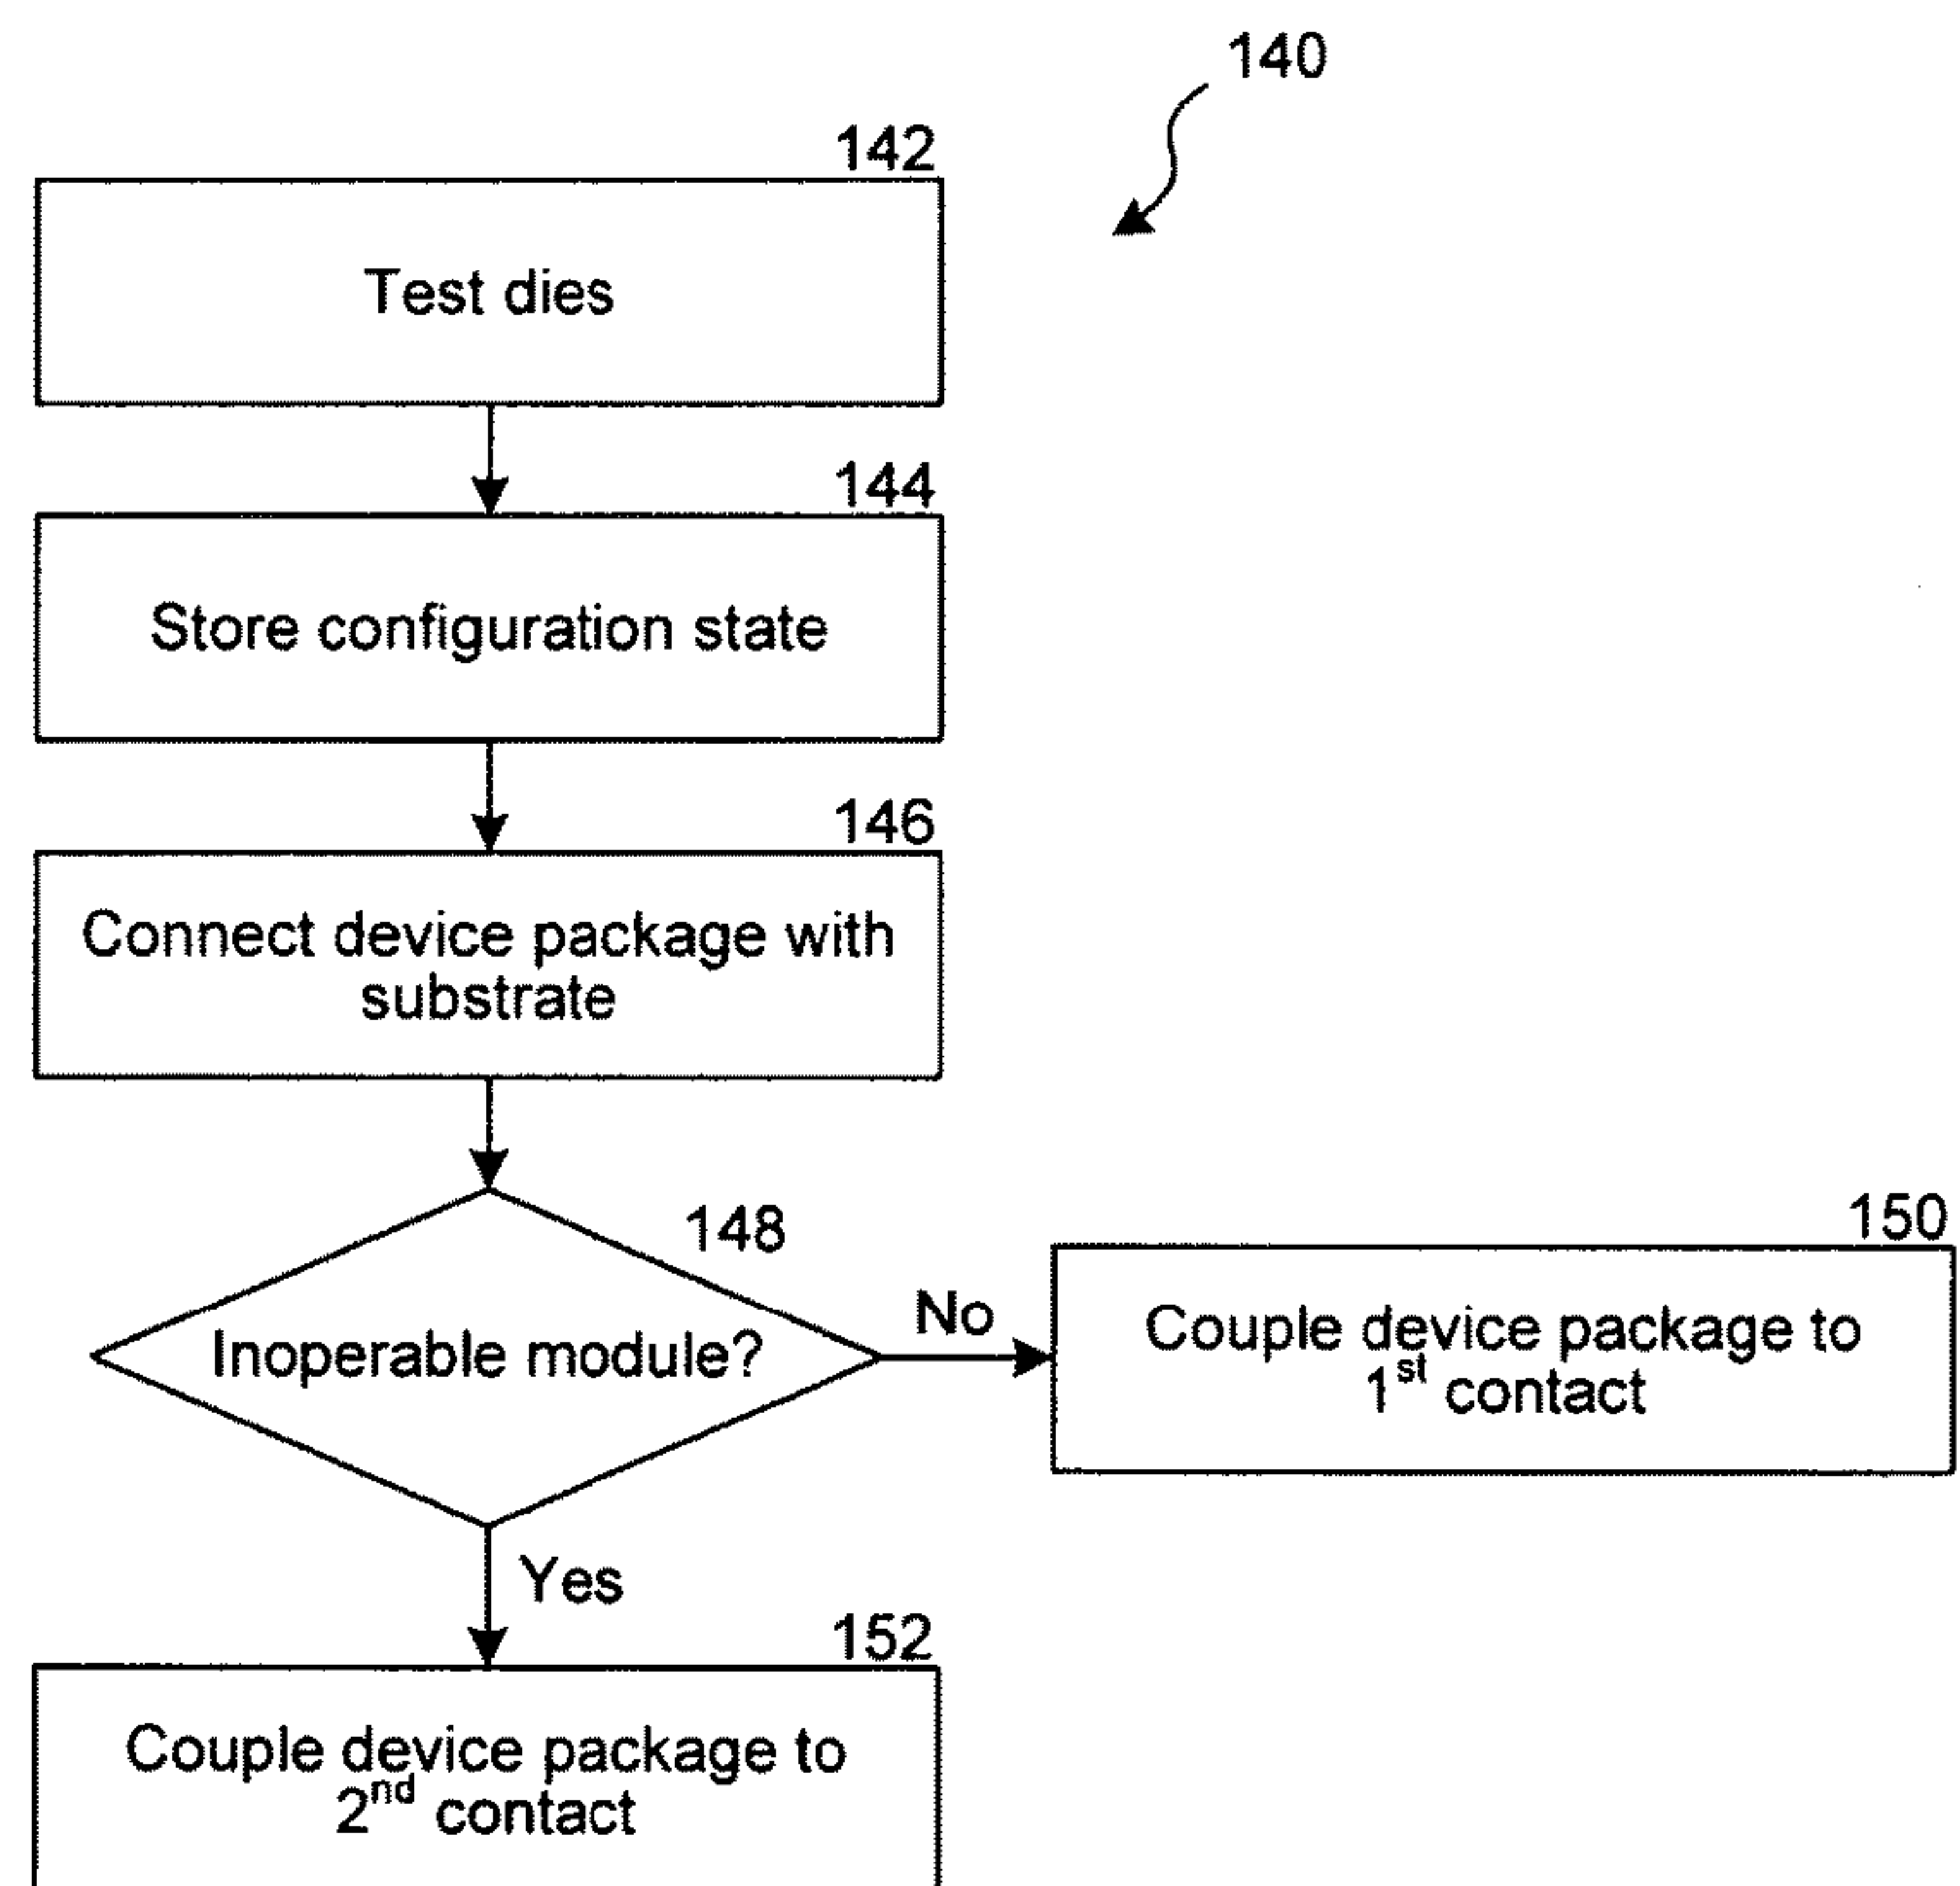 140
142
Test dies
144
Store configuration state
146
Connect device package with
substrate
148
Inoperable module?
No
150
Couple device package to
1st contact
Yes
152
Couple device package to
2nd contact